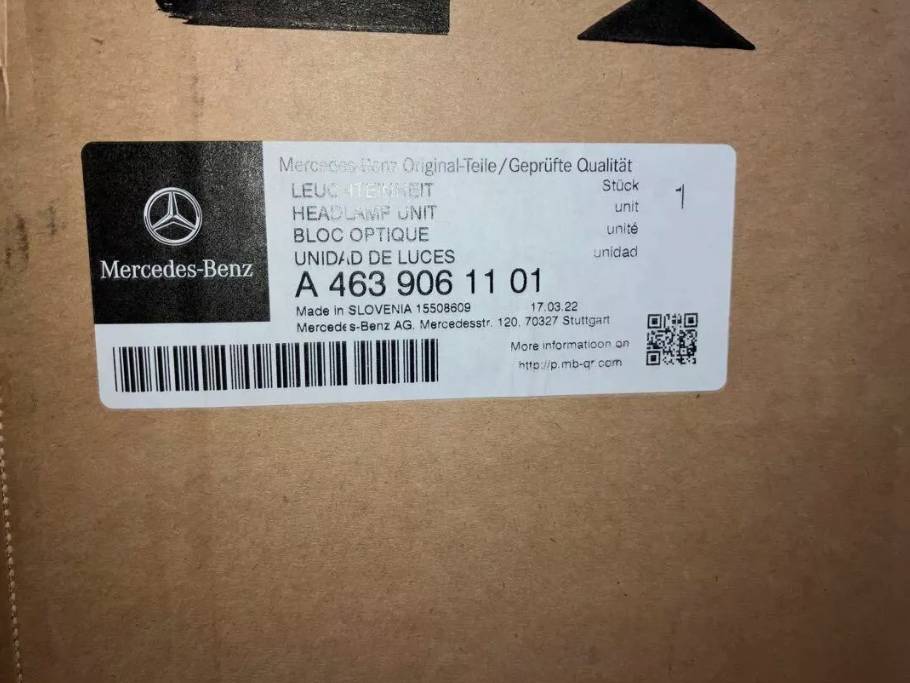 Mercedes-Benz
Mercedes-Benz Original-Teile/Geprüfte Qualität
LEUCHTEINHEIT
HEADLAMP UNIT
BLOC OPTIQUE
UNIDAD DE LUCES
Stück 1
unit
unité
unidad
A 463 906 11 01
Made in SLOVENIA 15508609 17.03.22
Mercedes-Benz AG. Mercedesstr. 120, 70327 Stuttgart
More informatioon on
http://p.mb-qr.com